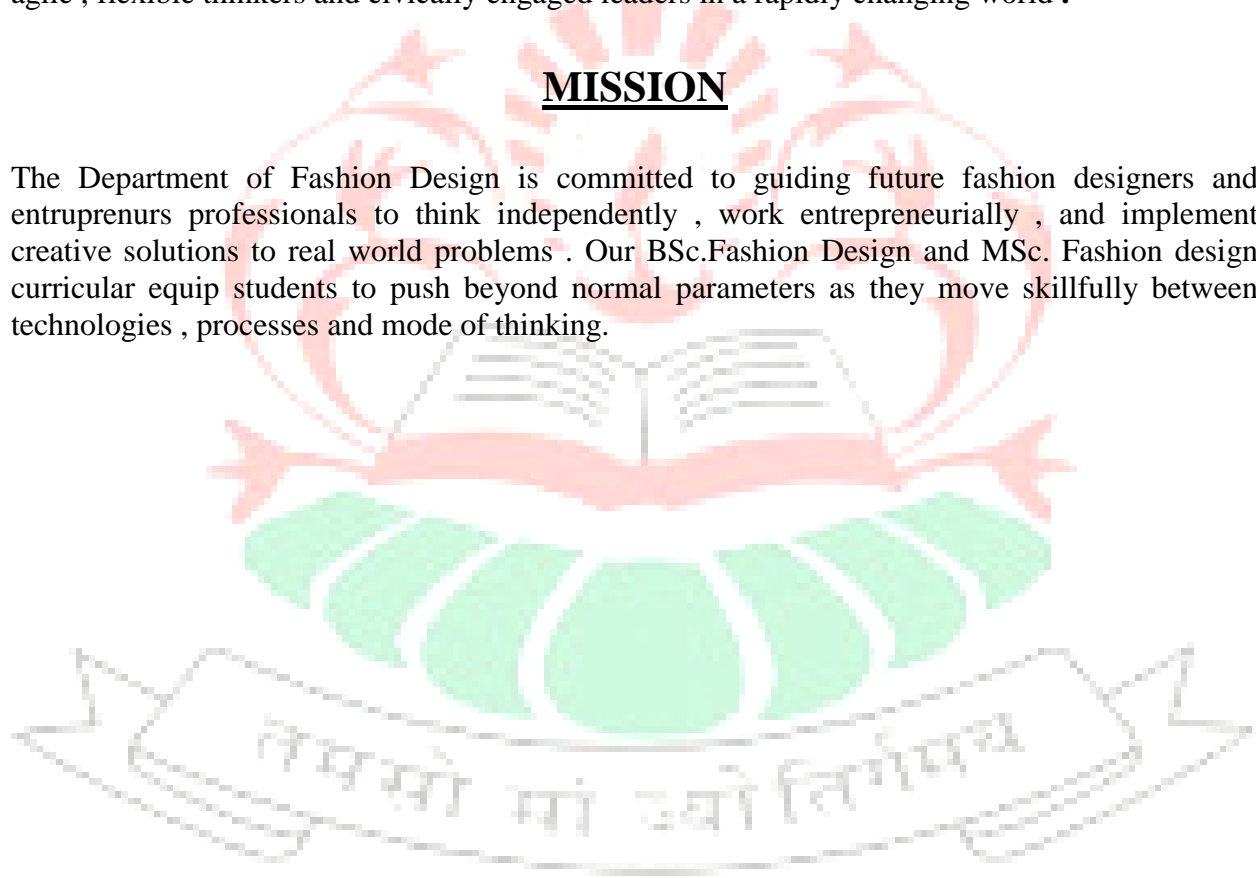 agile , flexible thinkers and civically engaged leaders in a rapidly changing world .
MISSION
The Department of Fashion Design is committed to guiding future fashion designers and
entruprenurs professionals to think independently , work entrepreneurially , and implement
creative solutions to real world problems . Our BSc.Fashion Design and MSc. Fashion design
curricular equip students to push beyond normal parameters as they move skillfully between
technologies , processes and mode of thinking.
तमसो मां ज्योतिर्गमय